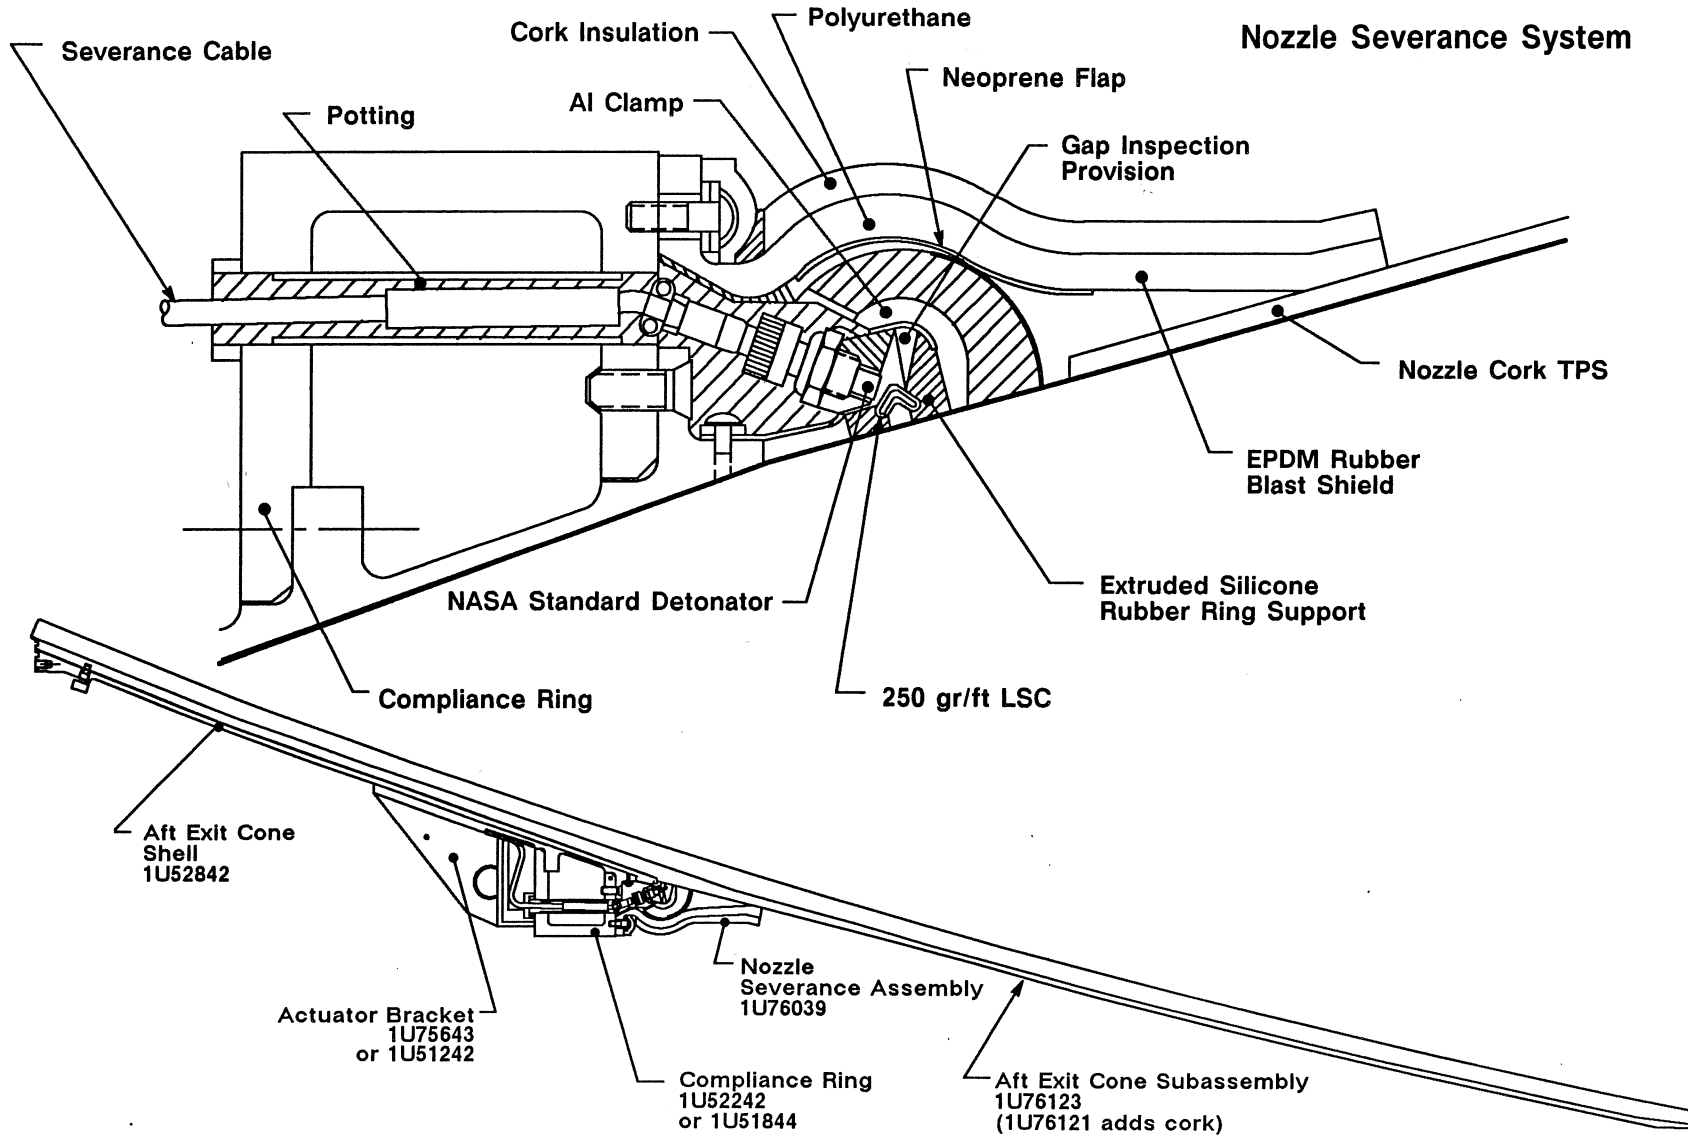 Nozzle Severance System
Polyurethane
Cork Insulation
Severance Cable
Neoprene Flap
Al Clamp
Potting
Gap Inspection
Provision
Nozzle Cork TPS
EPDM Rubber
Blast Shield
Extruded Silicone
Rubber Ring Support
NASA Standard Detonator
250 gr/ft LSC
Compliance Ring
Aft Exit Cone
Shell
1U52842
Nozzle
Severance Assembly
1U76039
Actuator Bracket
1U75643
or 1U51242
Compliance Ring
1U52242
or 1U51844
Aft Exit Cone Subassembly
1U76123
(1U76121 adds cork)